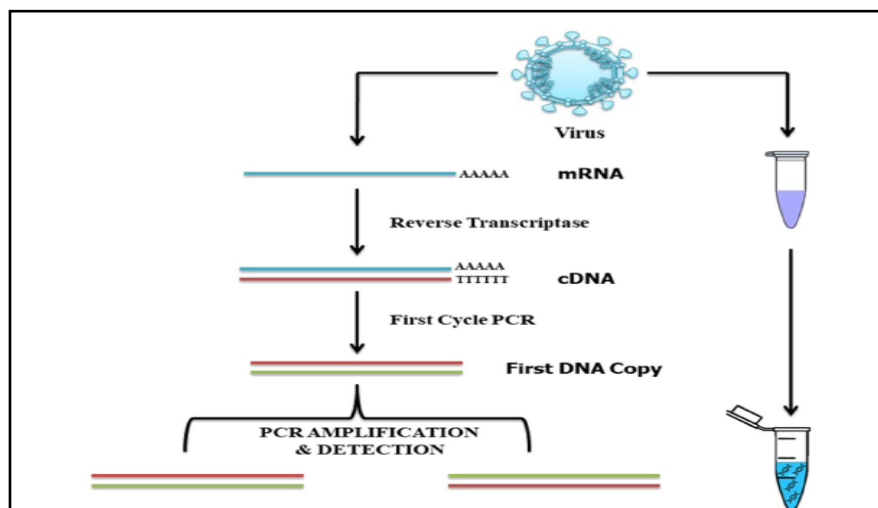 Virus
AAAAA mRNA
Reverse Transcriptase
AAAAA
TTTTTT cDNA
First Cycle PCR
First DNA Copy
PCR AMPLIFICATION
& DETECTION